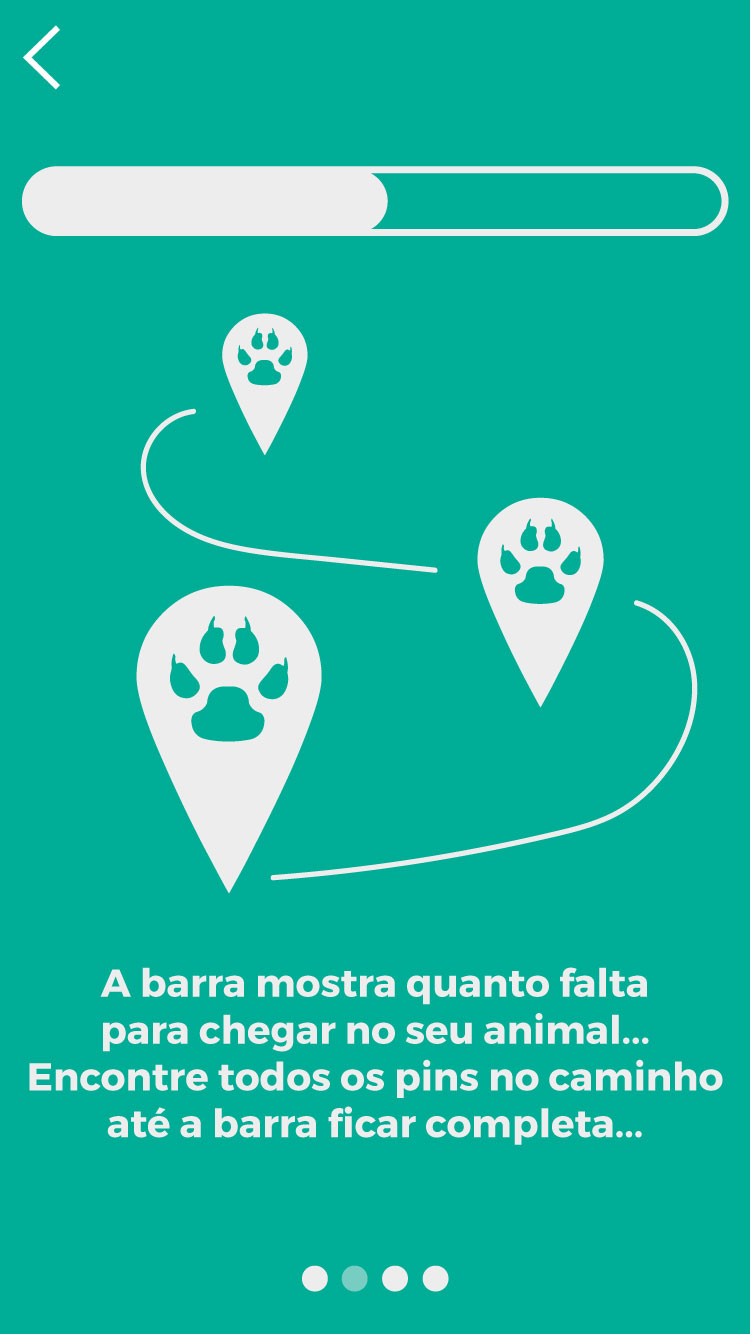 A barra mostra quanto falta
para chegar no seu animal...
Encontre todos os pins no caminho
até a barra ficar completa...